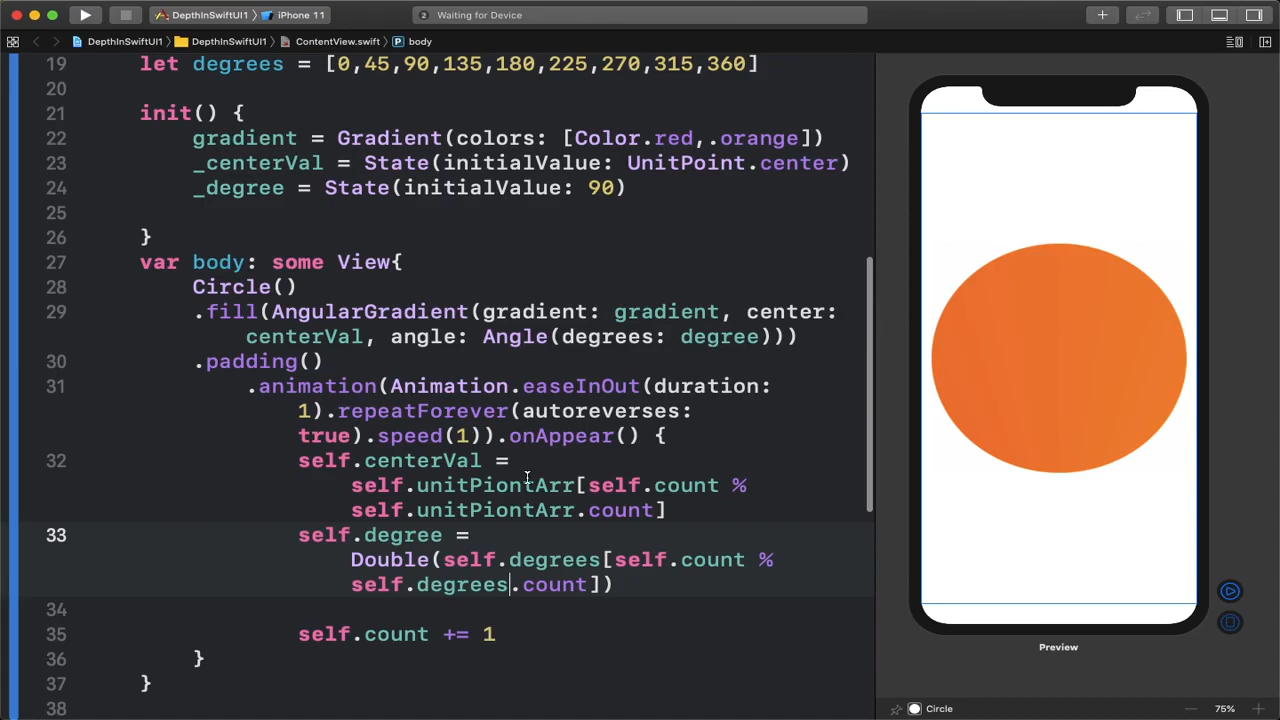 DepthInSwiftUI1 › iPhone 11
2 Waiting for Device
DepthInSwiftUI1 › DepthInSwiftUI1 › ContentView.swift › P body
19 let degrees = [0,45,90,135,180,225,270,315,360]
20
21 init() {
22 gradient = Gradient(colors: [Color.red,.orange])
23 _centerVal = State(initialValue: UnitPoint.center)
24 _degree = State(initialValue: 90)
25
26 }
27 var body: some View{
28 Circle()
29 .fill(AngularGradient(gradient: gradient, center:
centerVal, angle: Angle(degrees: degree)))
30 .padding()
31 .animation(Animation.easeInOut(duration:
1).repeatForever(autoreverses:
true).speed(1)).onAppear() {
32 self.centerVal =
self.unitPiontArr[self.count %
self.unitPiontArr.count]
33 self.degree =
Double(self.degrees[self.count %
self.degrees.count])
34
35 self.count += 1
36 }
37 }
38
Preview
Circle
75%